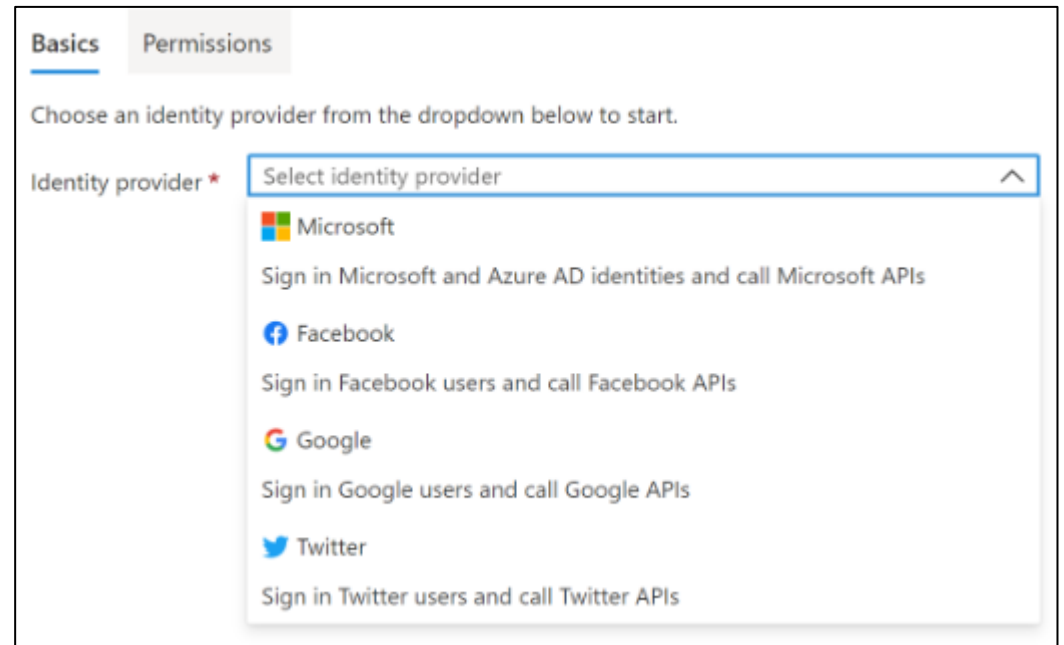 Basics Permissions
Choose an identity provider from the dropdown below to start.
Identity provider * Select identity provider
Microsoft
Sign in Microsoft and Azure AD identities and call Microsoft APIs
Facebook
Sign in Facebook users and call Facebook APIs
Google
Sign in Google users and call Google APIs
Twitter
Sign in Twitter users and call Twitter APIs